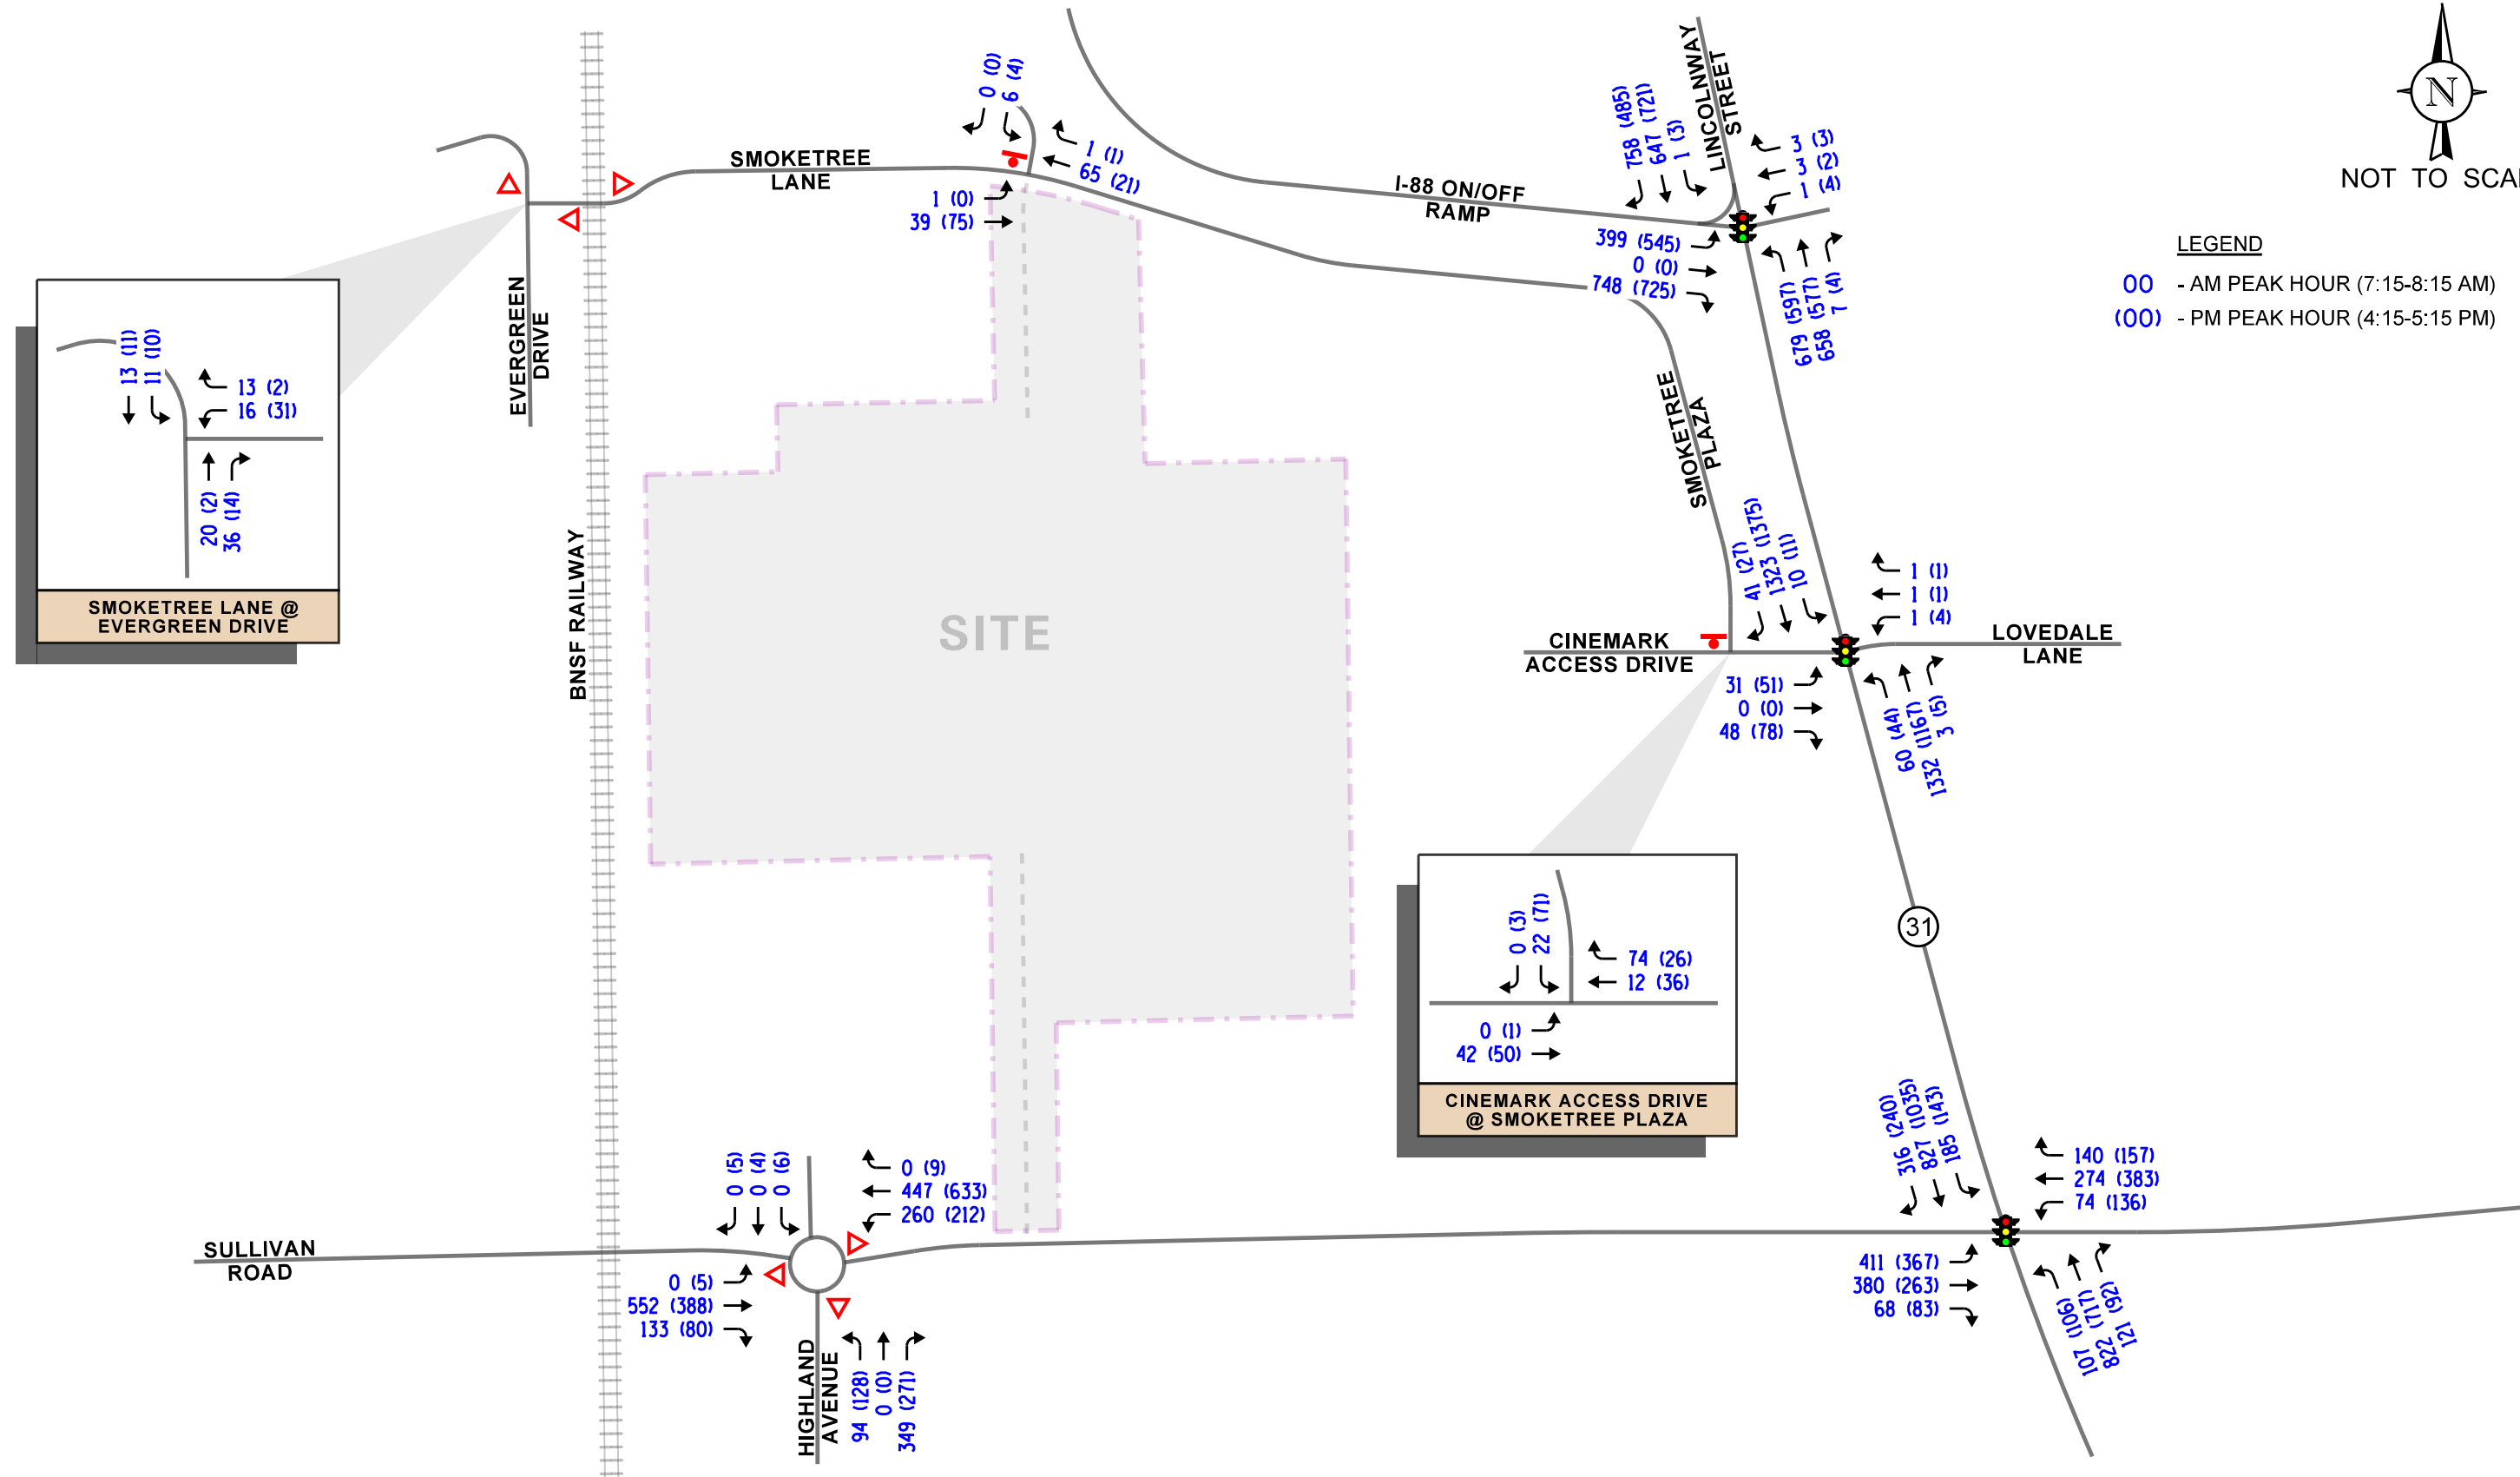 LINCOLNWAY
STREET
N
NOT TO SCA
LEGEND
00 - AM PEAK HOUR (7:15-8:15 AM)
(00) - PM PEAK HOUR (4:15-5:15 PM)
0 (0)
6 (4)
1 (1)
65 (21)
1 (0)
39 (75)
SMOKETREE
LANE
I-88 ON/OFF
RAMP
758 (485)
647 (721)
1 (3)
3 (3)
3 (2)
1 (4)
399 (545)
0 (0)
748 (725)
679 (597)
658 (577)
7 (4)
EVERGREEN
DRIVE
13 (11)
11 (10)
13 (2)
16 (31)
20 (2)
36 (14)
SMOKETREE LANE @
EVERGREEN DRIVE
BNSF RAILWAY
SITE
SMOKETREE
PLAZA
41 (27)
1323 (1375)
10 (11)
1 (1)
1 (1)
1 (4)
CINEMARK
ACCESS DRIVE
LOVEDALE
LANE
31 (51)
0 (0)
48 (78)
60 (44)
1332 (1167)
3 (5)
31
0 (3)
22 (71)
74 (26)
12 (36)
0 (1)
42 (50)
CINEMARK ACCESS DRIVE
@ SMOKETREE PLAZA
SULLIVAN
ROAD
0 (5)
0 (4)
0 (6)
0 (9)
447 (633)
260 (212)
0 (5)
552 (388)
133 (80)
HIGHLAND
AVENUE
94 (128)
0 (0)
349 (271)
316 (240)
827 (1035)
185 (143)
140 (157)
274 (383)
74 (136)
411 (367)
380 (263)
68 (83)
107 (106)
822 (717)
121 (92)